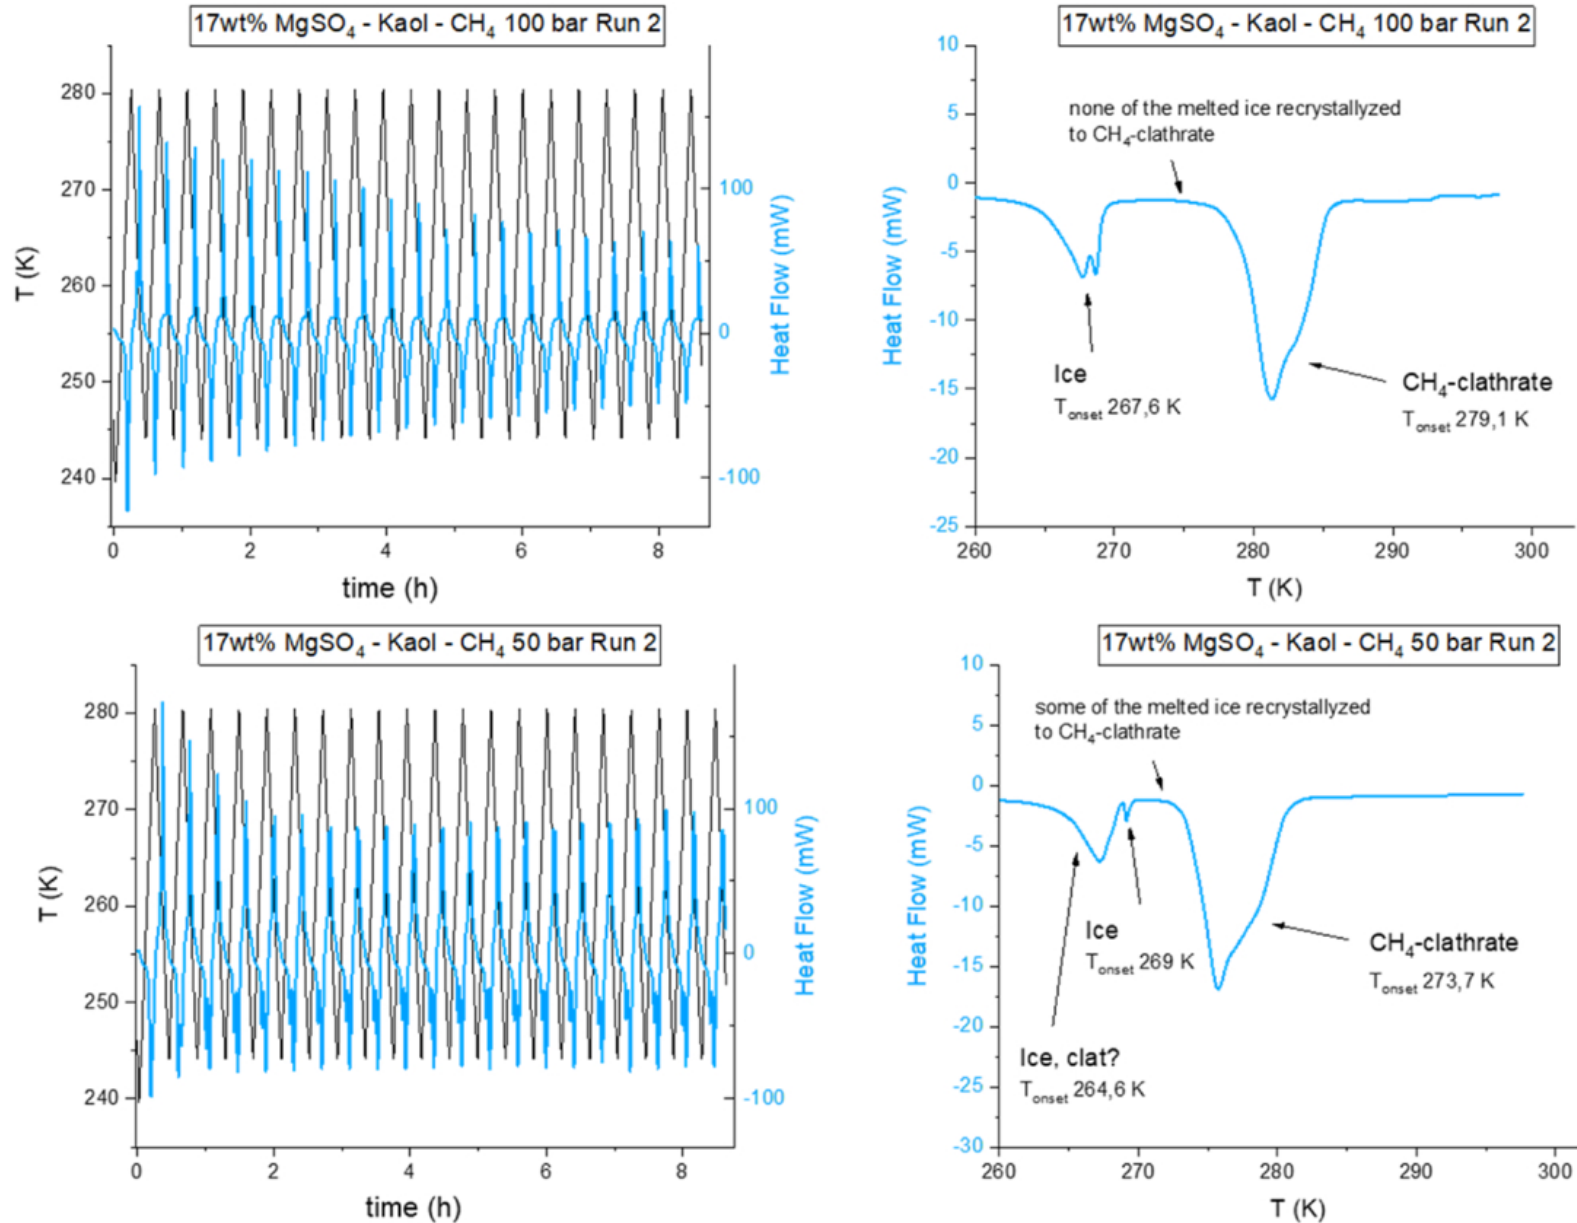 17wt% MgSO4 - Kaol - CH4 100 bar Run 2
280
270
260
250
240
T (K)
100
0
-100
Heat Flow (mW)
0
2
4
6
8
time (h)
17wt% MgSO4 - Kaol - CH4 100 bar Run 2
10
5
0
-5
-10
-15
-20
-25
Heat Flow (mW)
none of the melted ice recrystallyzed
to CH4-clathrate
Ice
Tonset 267,6 K
CH4-clathrate
Tonset 279,1 K
260
270
280
290
300
T (K)
17wt% MgSO4 - Kaol - CH4 50 bar Run 2
280
270
260
250
240
T (K)
100
0
-100
Heat Flow (mW)
0
2
4
6
8
time (h)
17wt% MgSO4 - Kaol - CH4 50 bar Run 2
10
5
0
-5
-10
-15
-20
-25
-30
Heat Flow (mW)
some of the melted ice recrystallyzed
to CH4-clathrate
Ice
Tonset 269 K
CH4-clathrate
Tonset 273,7 K
Ice, clat?
Tonset 264,6 K
260
270
280
290
300
T (K)